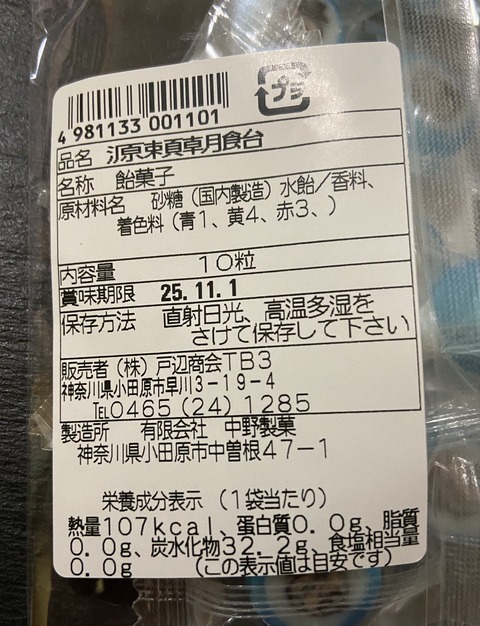 プラ
4 981133 001101
品名 源頼朝飴
名称 飴菓子
原材料名 砂糖（国内製造）水飴／香料、
着色料（青1、黄4、赤3、）
内容量 10粒
賞味期限 25.11.1
保存方法 直射日光、高温多湿を
さけて保存して下さい
販売者（株）戸辺商会TB3
神奈川県小田原市早川3-19-4
TEL0465(24)1285
製造所 有限会社 中野製菓
神奈川県小田原市中曽根47-1
栄養成分表示（1袋当たり）
熱量107kcal、蛋白質0.0g、脂質
0.0g、炭水化物32.2g、食塩相当量
0.0g （この表示値は目安です）